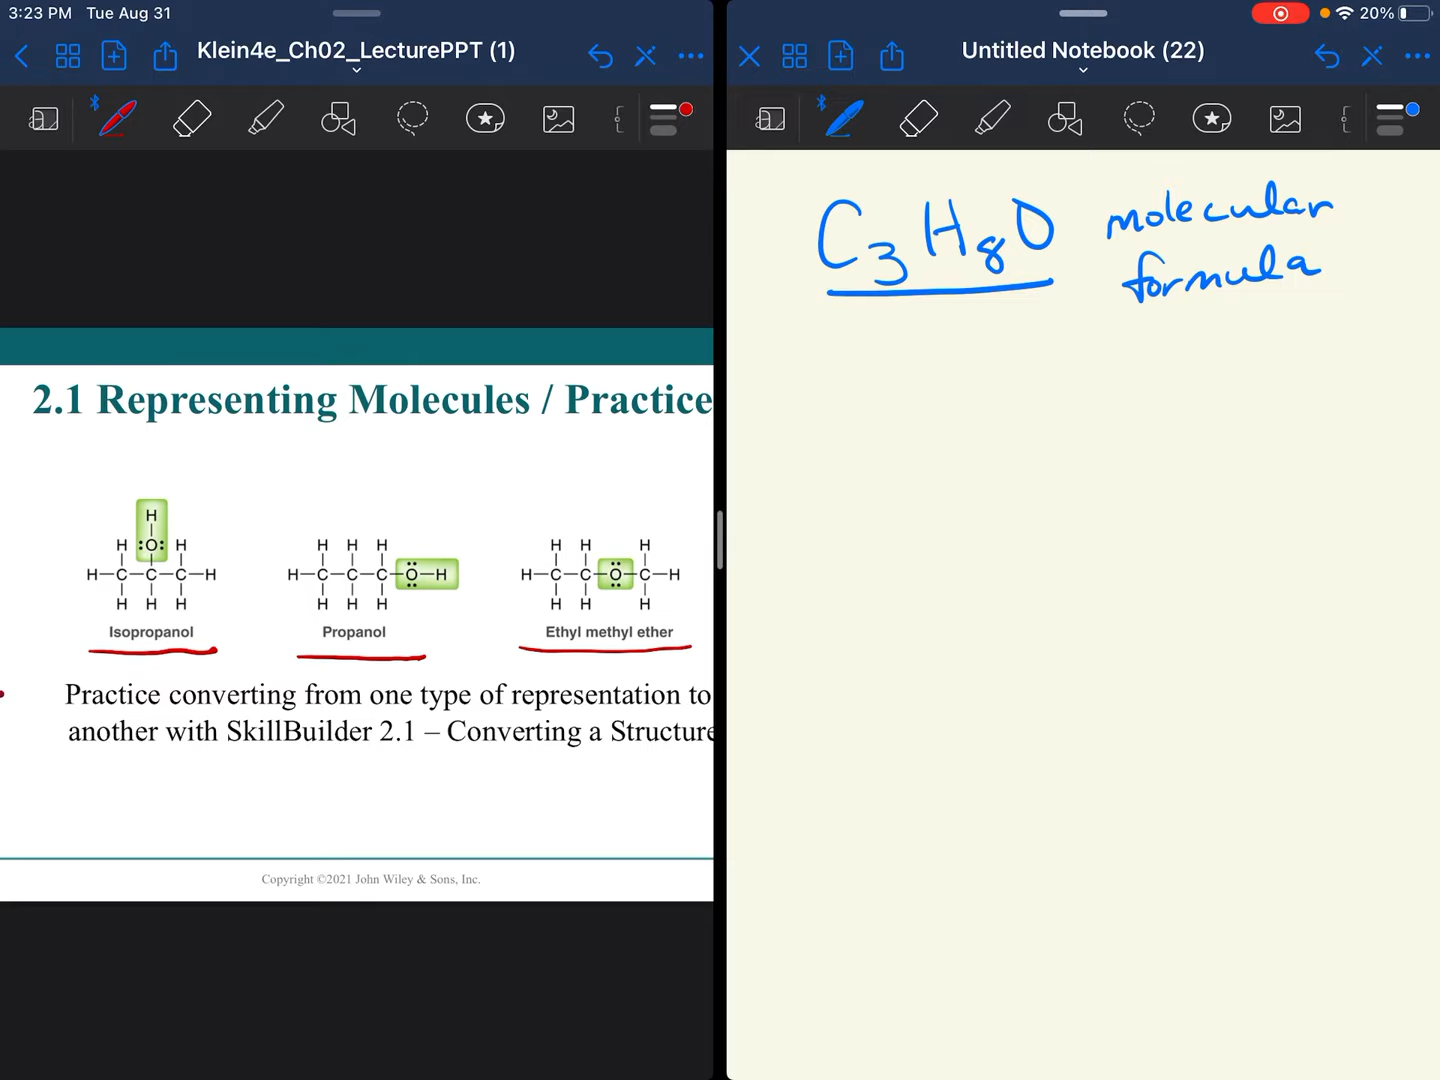 3:23 PM Tue Aug 31
20%
Klein4e_Ch02_LecturePPT (1)
Untitled Notebook (22)
C3H8O molecular
formula
2.1 Representing Molecules / Practice
H
H :O: H
H–C–C–C–H
H H H
Isopropanol
H H H
H–C–C–C–O–H
H H H
Propanol
H H H
H–C–C–O–C–H
H H H
Ethyl methyl ether
• Practice converting from one type of representation to
another with SkillBuilder 2.1 – Converting a Structure
Copyright ©2021 John Wiley & Sons, Inc.